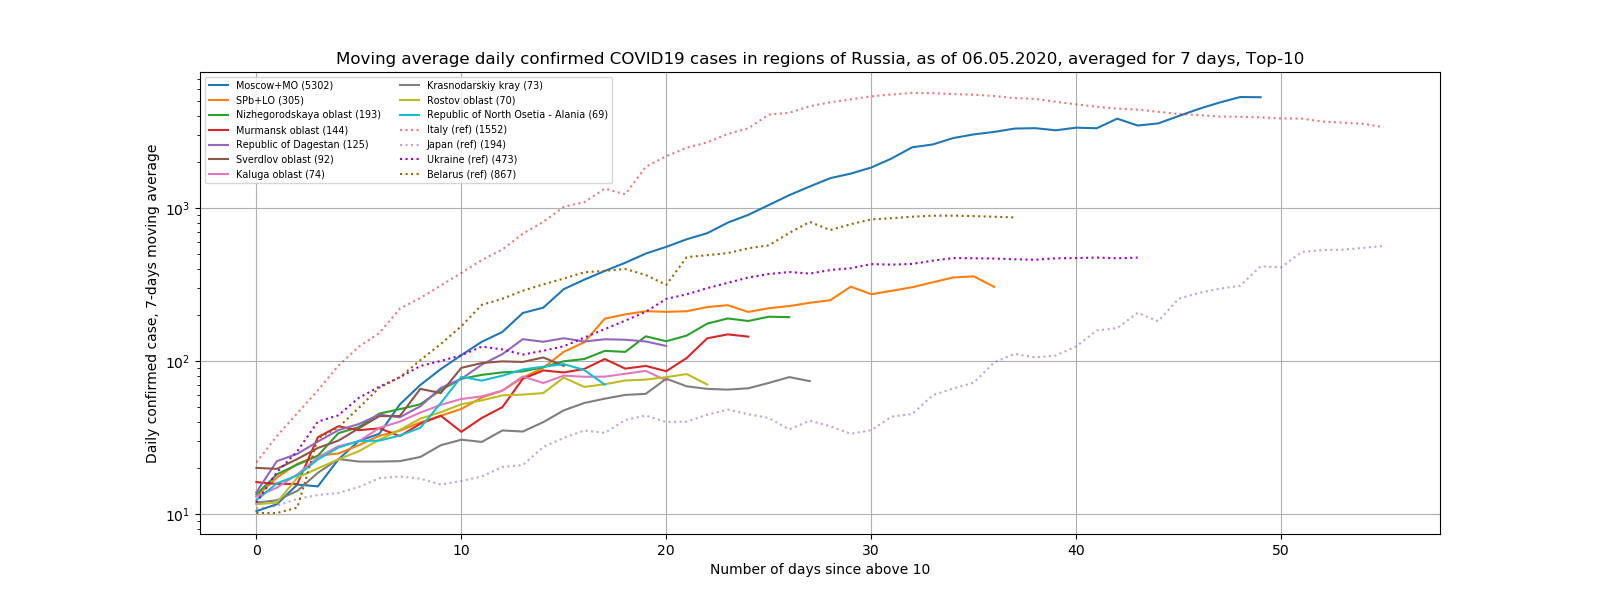 Moving average daily confirmed COVID19 cases in regions of Russia, as of 06.05.2020, averaged for 7 days, Top-10
Moscow+MO (5302)
SPb+LO (305)
Nizhegorodskaya oblast (193)
Murmansk oblast (144)
Republic of Dagestan (125)
Sverdlov oblast (92)
Kaluga oblast (74)
Krasnodarskiy kray (73)
Rostov oblast (70)
Republic of North Osetia - Alania (69)
Italy (ref) (1552)
Japan (ref) (194)
Ukraine (ref) (473)
Belarus (ref) (867)
Daily confirmed case, 7-days moving average
10³
10²
10¹
0 10 20 30 40 50
Number of days since above 10